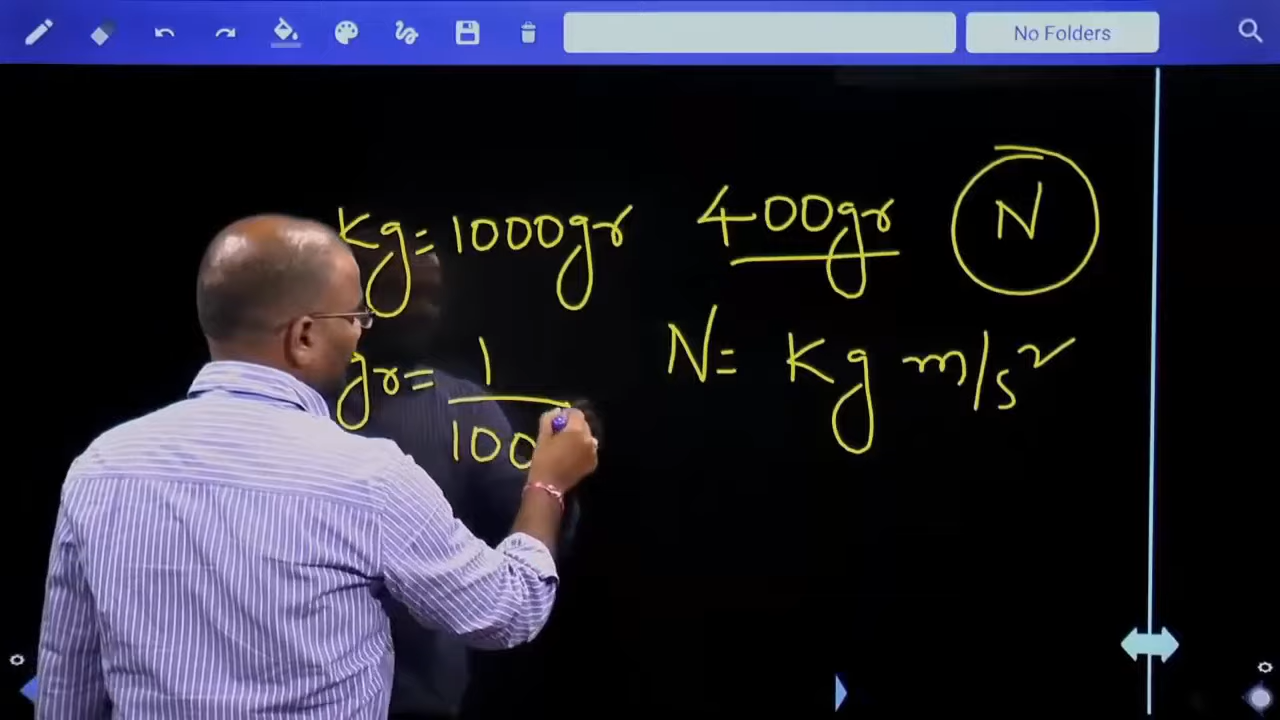 No Folders
Kg = 1000gr 400gr N
gr = 1/100 N = Kg m/s²